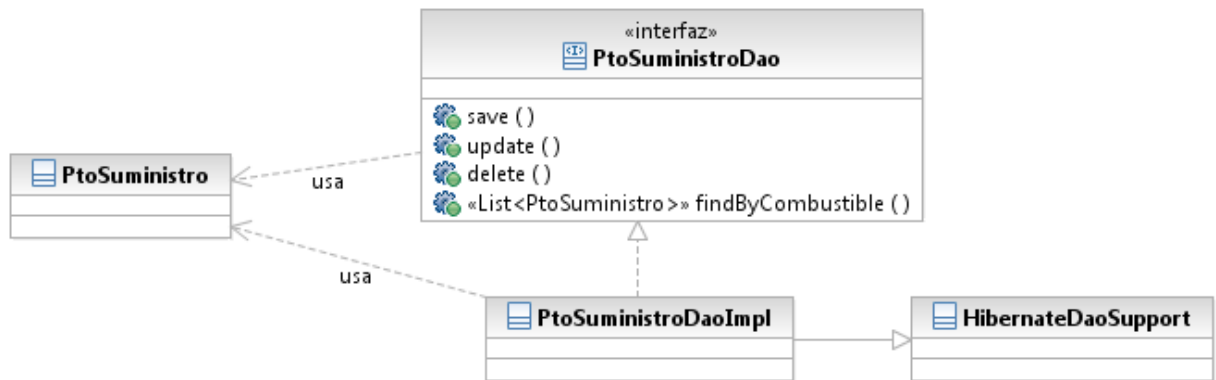 «interfaz»
PtoSuministroDao
save ( )
update ( )
delete ( )
«List<PtoSuministro>» findByCombustible ( )
PtoSuministro
usa
usa
PtoSuministroDaoImpl
HibernateDaoSupport